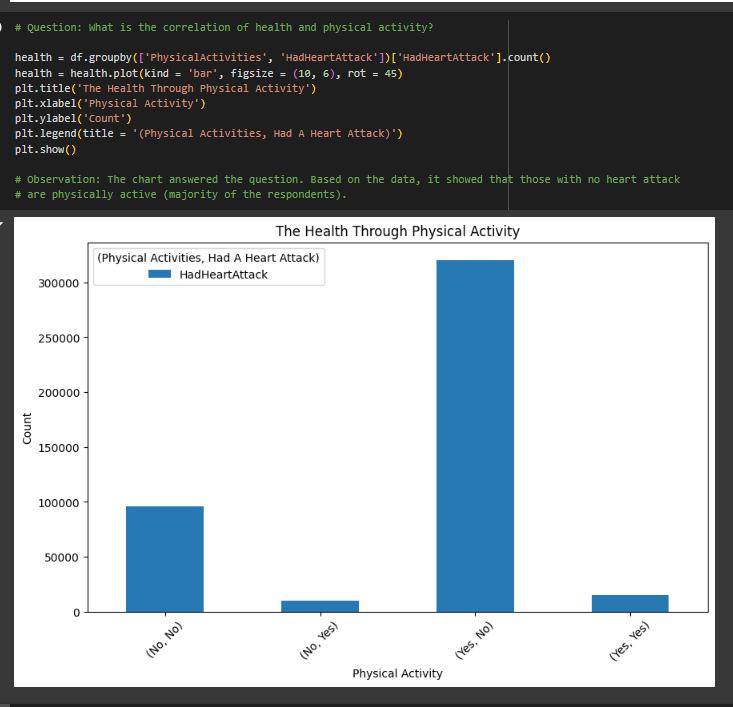 # Question: What is the correlation of health and physical activity?
health = df.groupby(['PhysicalActivities', 'HadHeartAttack'])['HadHeartAttack'].count()
health = health.plot(kind = 'bar', figsize = (10, 6), rot = 45)
plt.title('The Health Through Physical Activity')
plt.xlabel('Physical Activity')
plt.ylabel('Count')
plt.legend(title = '(Physical Activities, Had A Heart Attack)')
plt.show()
# Observation: The chart answered the question. Based on the data, it showed that those with no heart attack
# are physically active (majority of the respondents).
The Health Through Physical Activity
(Physical Activities, Had A Heart Attack)
HadHeartAttack
300000
250000
200000
150000
100000
50000
0
Count
(No, No)
(No, Yes)
(Yes, No)
(Yes, Yes)
Physical Activity